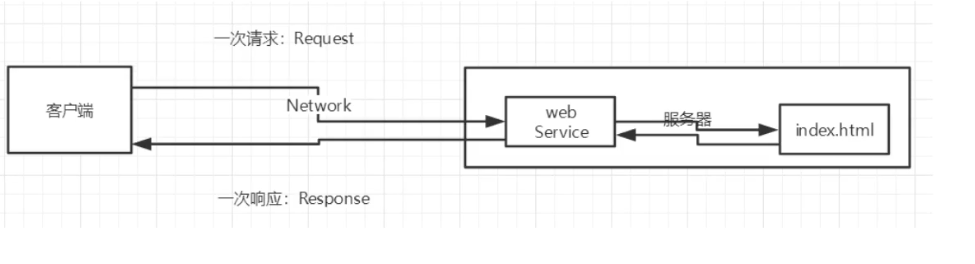 一次请求：Request
客户端
Network
web
Service
服务器
index.html
一次响应：Response